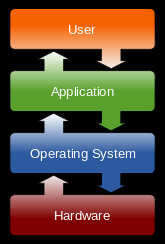 User
Application
Operating System
Hardware